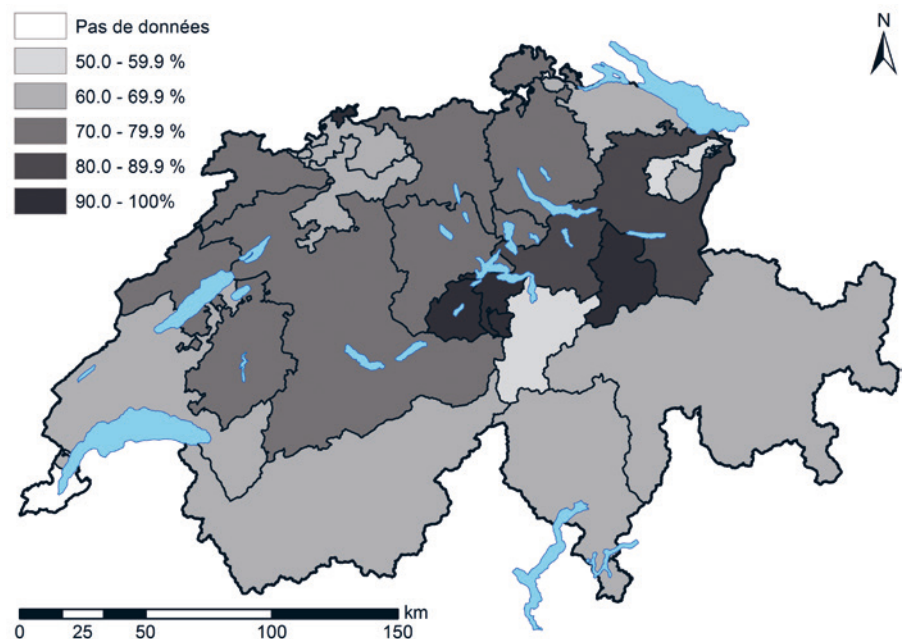 Pas de données
50.0 - 59.9 %
60.0 - 69.9 %
70.0 - 79.9 %
80.0 - 89.9 %
90.0 - 100%
N
km
0 25 50 100 150